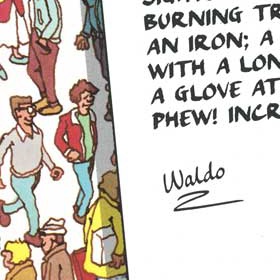 BURNING TR
AN IRON; A
WITH A LON
A GLOVE AT
PHEW! INCR
Waldo